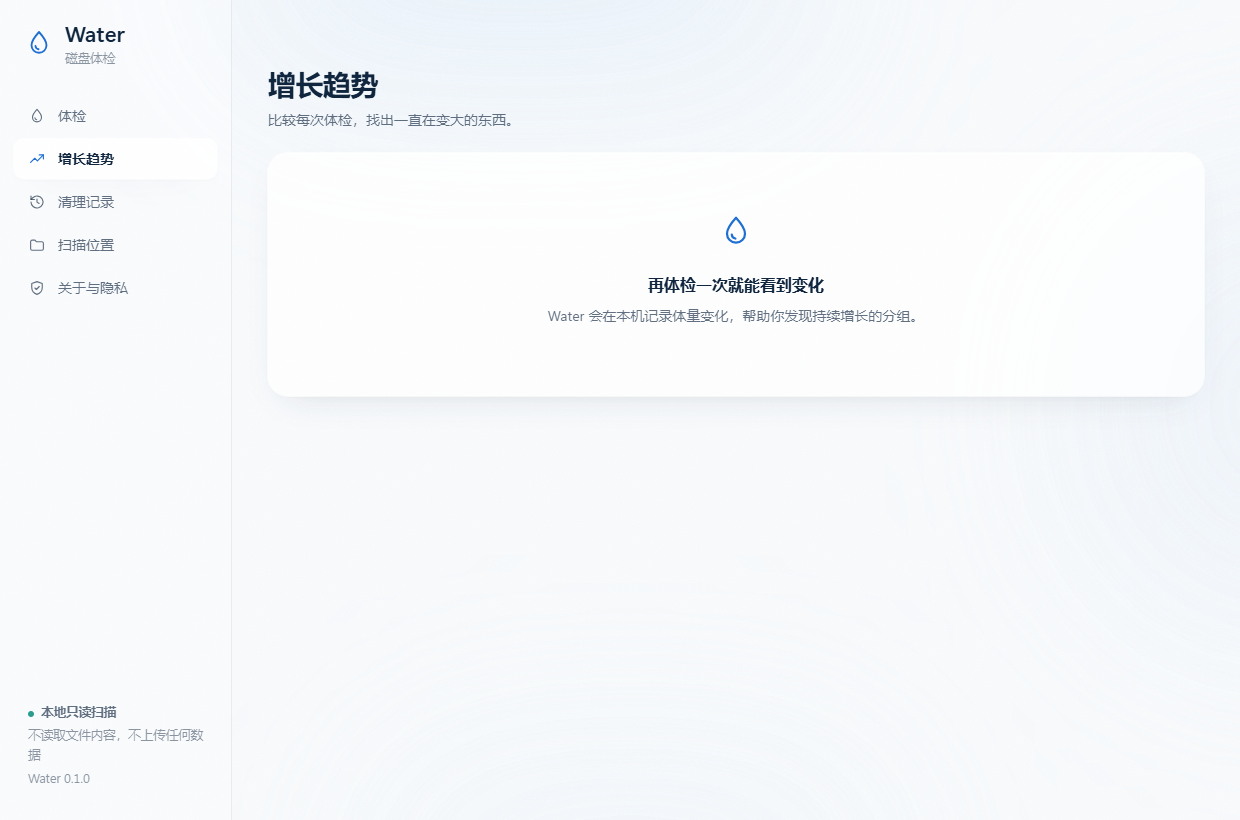 Water
磁盘体检
体检
增长趋势
清理记录
扫描位置
关于与隐私
本地只读扫描
不读取文件内容，不上传任何数
据
Water 0.1.0
增长趋势
比较每次体检，找出一直在变大的东西。
再体检一次就能看到变化
Water 会在本机记录体量变化，帮助你发现持续增长的分组。